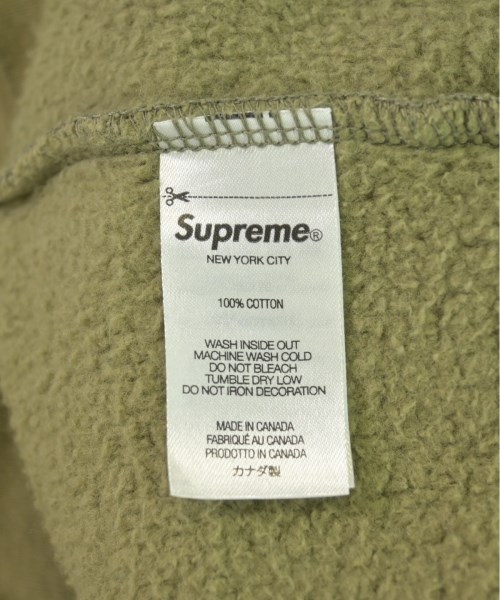 Supreme®
NEW YORK CITY
100% COTTON
WASH INSIDE OUT
MACHINE WASH COLD
DO NOT BLEACH
TUMBLE DRY LOW
DO NOT IRON DECORATION
MADE IN CANADA
FABRIQUÉ AU CANADA
PRODOTTO IN CANADA
カナダ製